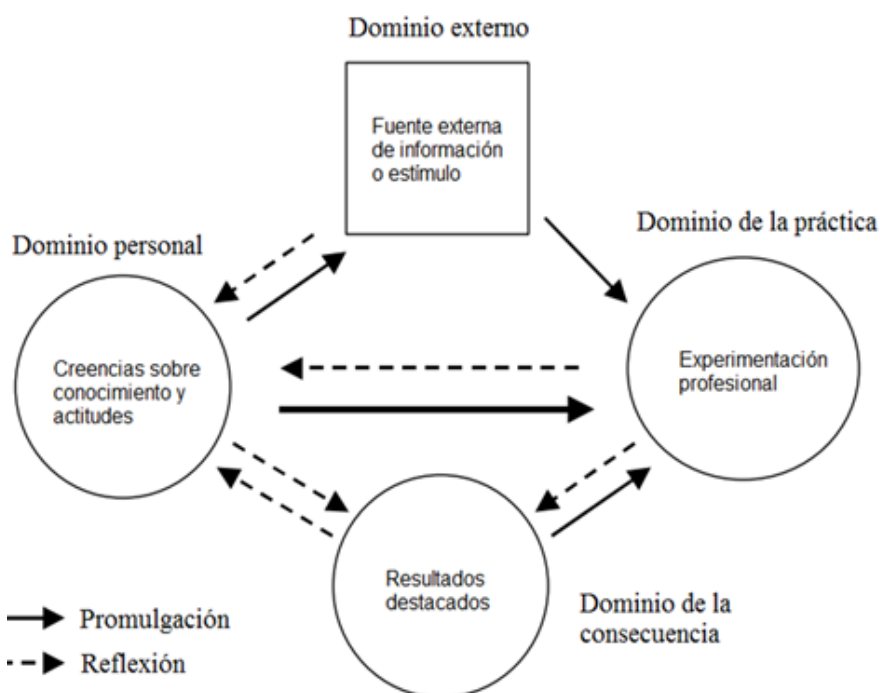 Dominio externo
Fuente externa
de información
o estímulo
Dominio de la práctica
Dominio personal
Creencias sobre
conocimiento y
actitudes
Experimentación
profesional
Resultados
destacados
Dominio de la
consecuencia
Promulgación
Reflexión